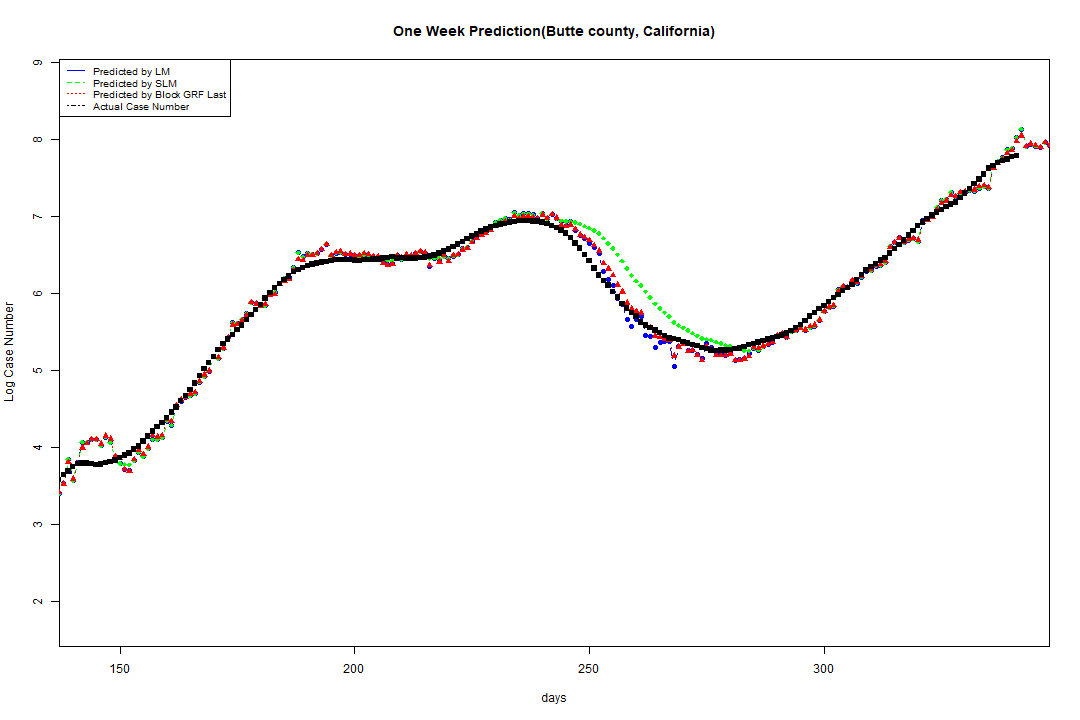 One Week Prediction(Butte county, California)
Predicted by LM
Predicted by SLM
Predicted by Block GRF Last
Actual Case Number
9
8
7
6
5
4
3
2
Log Case Number
150 200 250 300
days